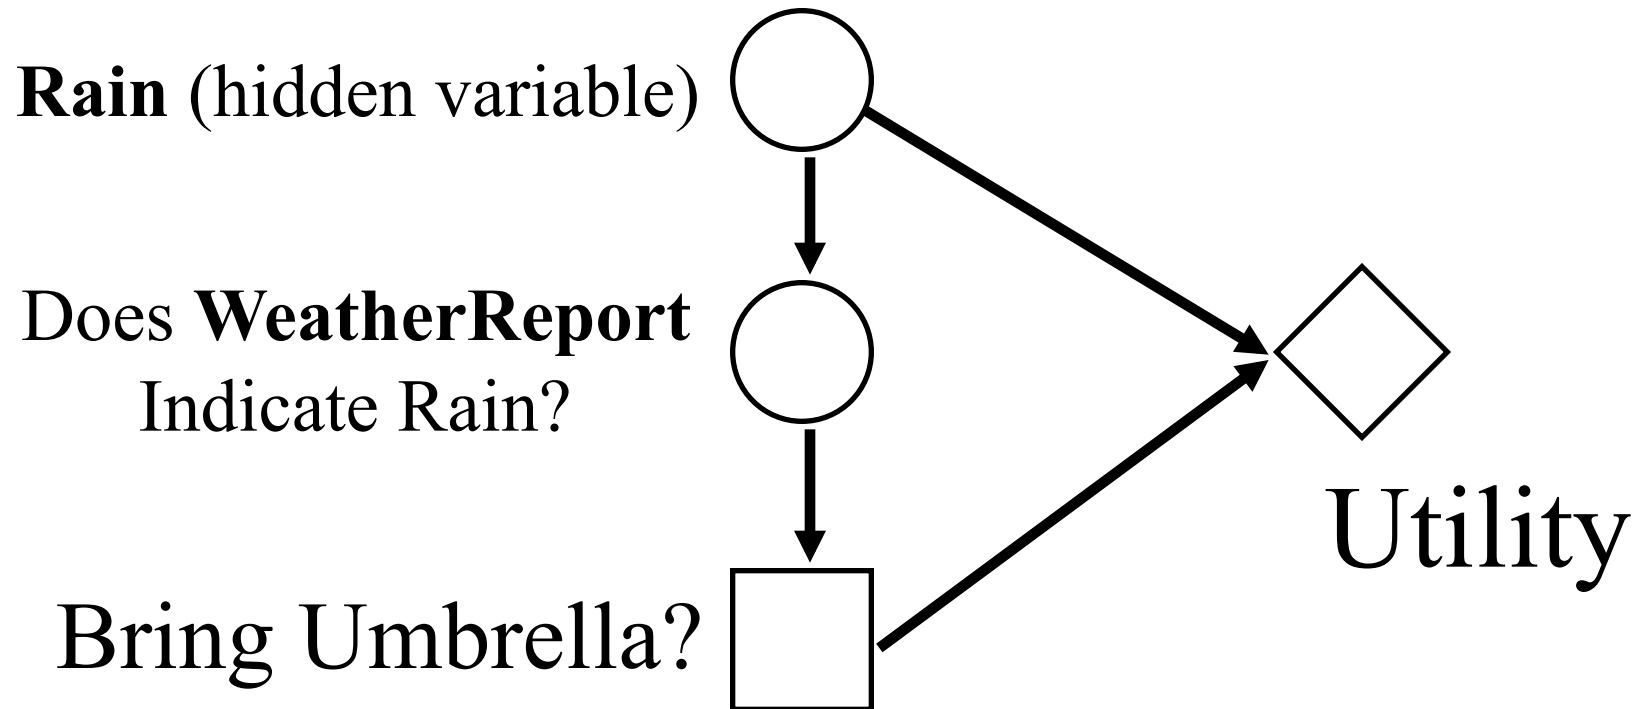 Rain (hidden variable)
Does WeatherReport
Indicate Rain?
Utility
Bring Umbrella?